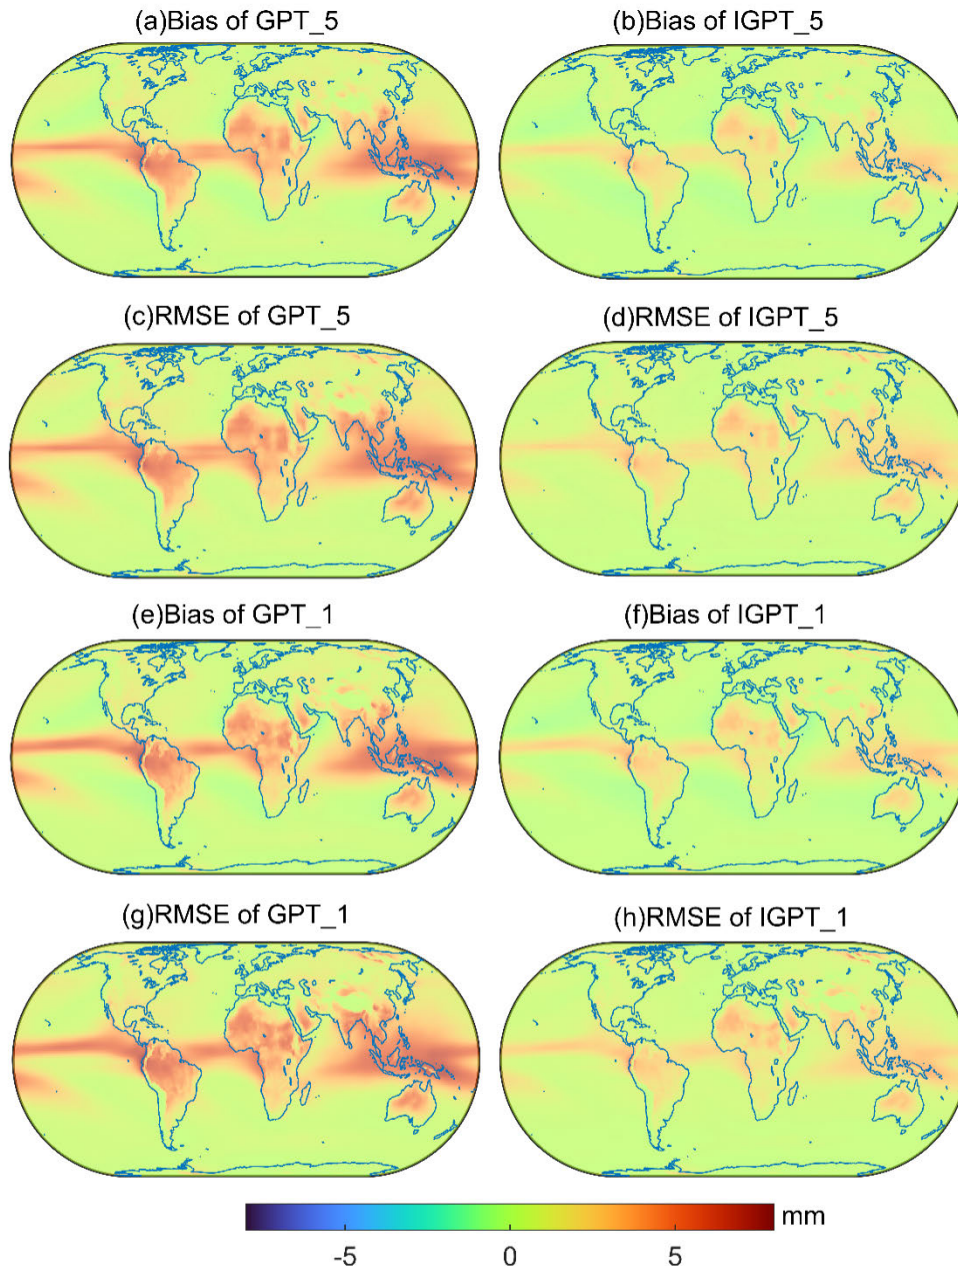 (a)Bias of GPT_5
(b)Bias of IGPT_5
(c)RMSE of GPT_5
(d)RMSE of IGPT_5
(e)Bias of GPT_1
(f)Bias of IGPT_1
(g)RMSE of GPT_1
(h)RMSE of IGPT_1
mm
-5 0 5